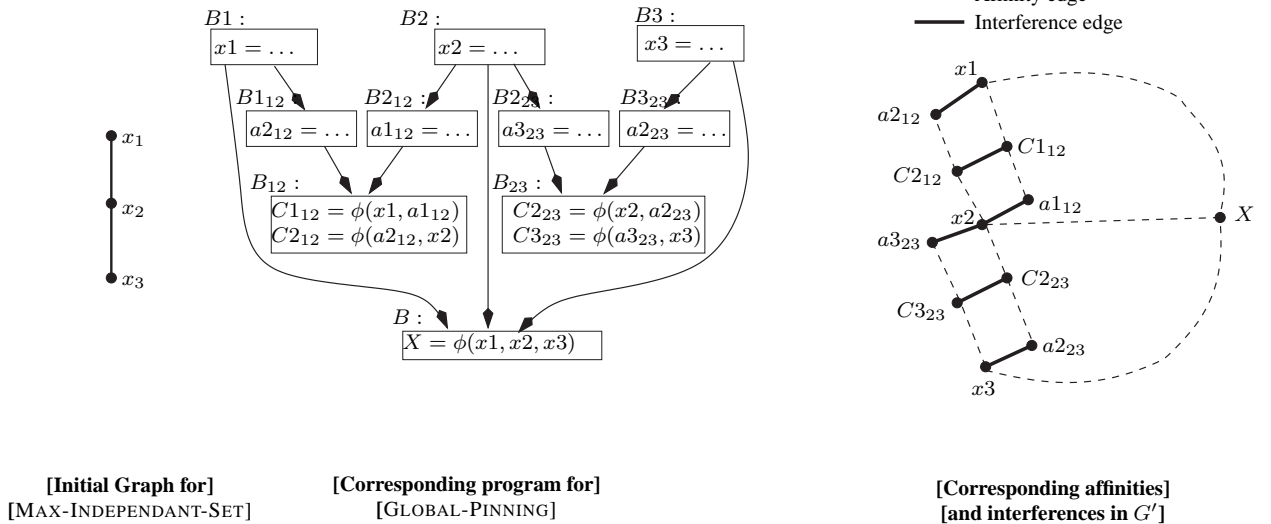 B1 :
B2 :
B3 :
Affinity edge
Interference edge
x1 = . . .
x2 = . . .
x3 = . . .
x1
B1₁₂ :
B2₁₂ :
B2₂₃ :
B3₂₃ :
a2₁₂
a2₁₂ = . . .
a1₁₂ = . . .
a3₂₃ = . . .
a2₂₃ = . . .
x₁
C1₁₂
C2₁₂
B₁₂ :
B₂₃ :
x₂
C1₁₂ = ϕ(x1, a1₁₂)
C2₂₃ = ϕ(x2, a2₂₃)
a1₁₂
x2
X
C2₁₂ = ϕ(a2₁₂, x2)
C3₂₃ = ϕ(a3₂₃, x3)
a3₂₃
x₃
C2₂₃
C3₂₃
B :
X = ϕ(x1, x2, x3)
a2₂₃
x3
[Initial Graph for]
[MAX-INDEPENDANT-SET]
[Corresponding program for]
[GLOBAL-PINNING]
[Corresponding affinities]
[and interferences in G′]